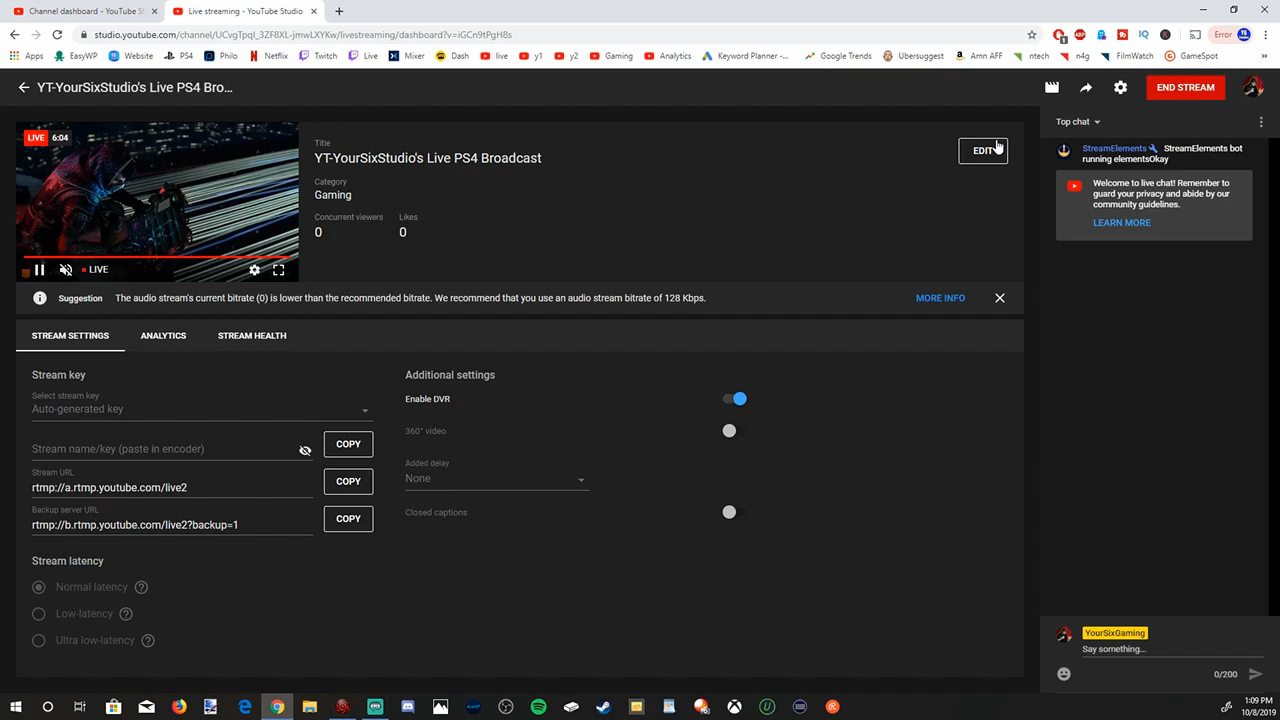 Channel dashboard - YouTube St
Live streaming - YouTube Studio
studio.youtube.com/channel/UCvgTpqI_3ZF8XL-jmwLXYKw/livestreaming/dashboard?v=iGCn9tPgH8s
Error
Apps
EasyWP
Website
PS4
Philo
Netflix
Twitch
Live
Mixer
Dash
live
y1
y2
Gaming
Analytics
Keyword Planner -...
Google Trends
Ubersuggest
Amn AFF
ntech
n4g
FilmWatch
GameSpot
YT-YourSixStudio's Live PS4 Bro...
END STREAM
LIVE 6:04
LIVE
Title
YT-YourSixStudio's Live PS4 Broadcast
EDIT
Category
Gaming
Concurrent viewers
Likes
0
0
Top chat
StreamElements StreamElements bot
running elementsOkay
Welcome to live chat! Remember to
guard your privacy and abide by our
community guidelines.
LEARN MORE
Suggestion
The audio stream's current bitrate (0) is lower than the recommended bitrate. We recommend that you use an audio stream bitrate of 128 Kbps.
MORE INFO
STREAM SETTINGS
ANALYTICS
STREAM HEALTH
Stream key
Select stream key
Auto-generated key
Stream name/key (paste in encoder)
COPY
Stream URL
rtmp://a.rtmp.youtube.com/live2
COPY
Backup server URL
rtmp://b.rtmp.youtube.com/live2?backup=1
COPY
Stream latency
Normal latency
Low-latency
Ultra low-latency
Additional settings
Enable DVR
360° video
Added delay
None
Closed captions
YourSixGaming
Say something...
0/200
1:09 PM
10/8/2019